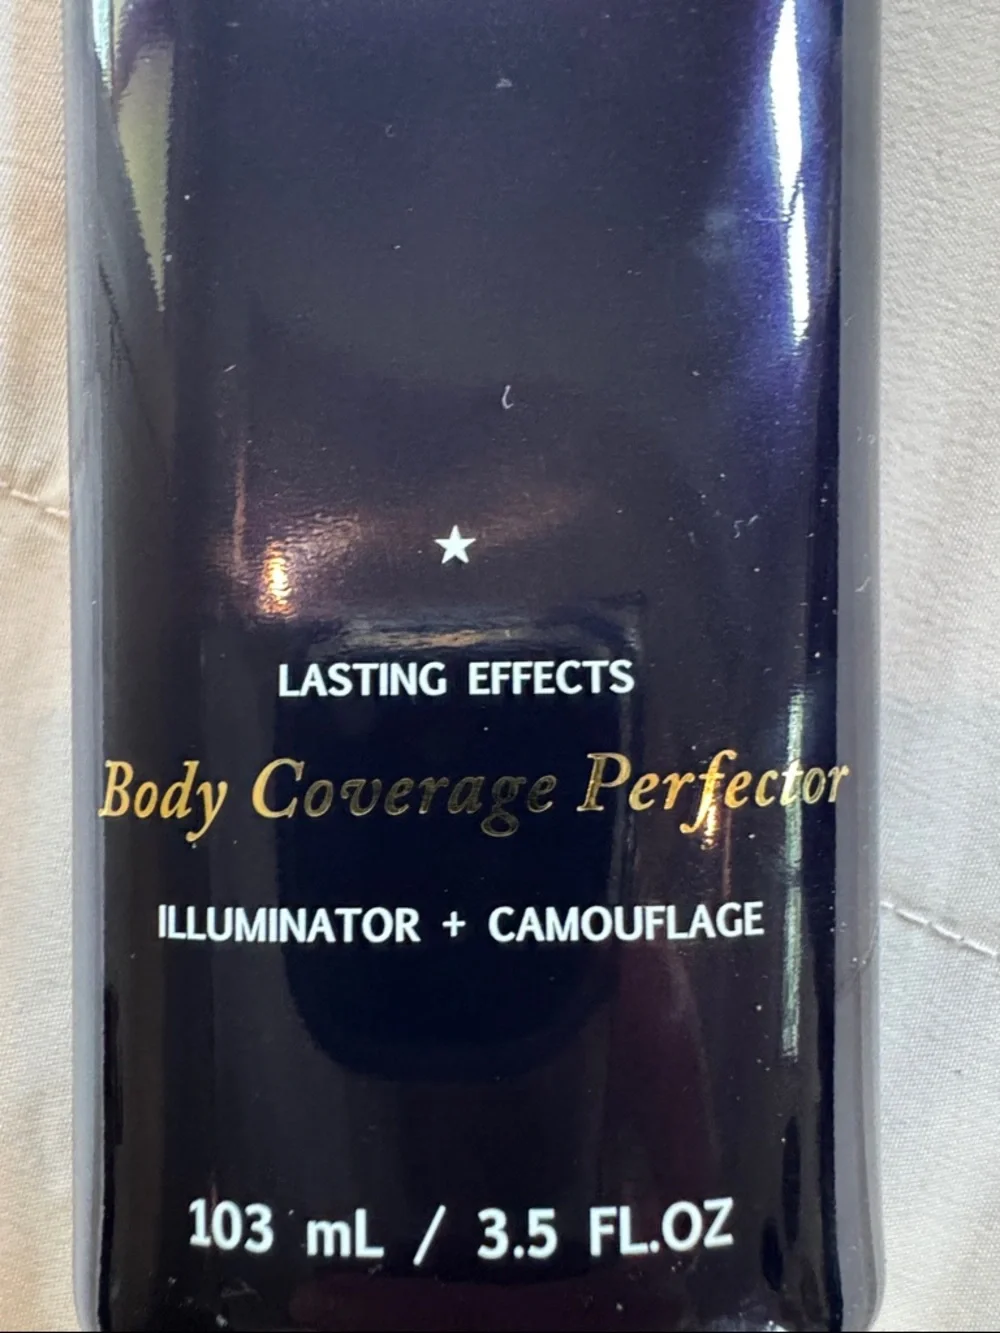 LASTING EFFECTS
Body Coverage Perfector
ILLUMINATOR + CAMOUFLAGE
103 mL / 3.5 FL.OZ